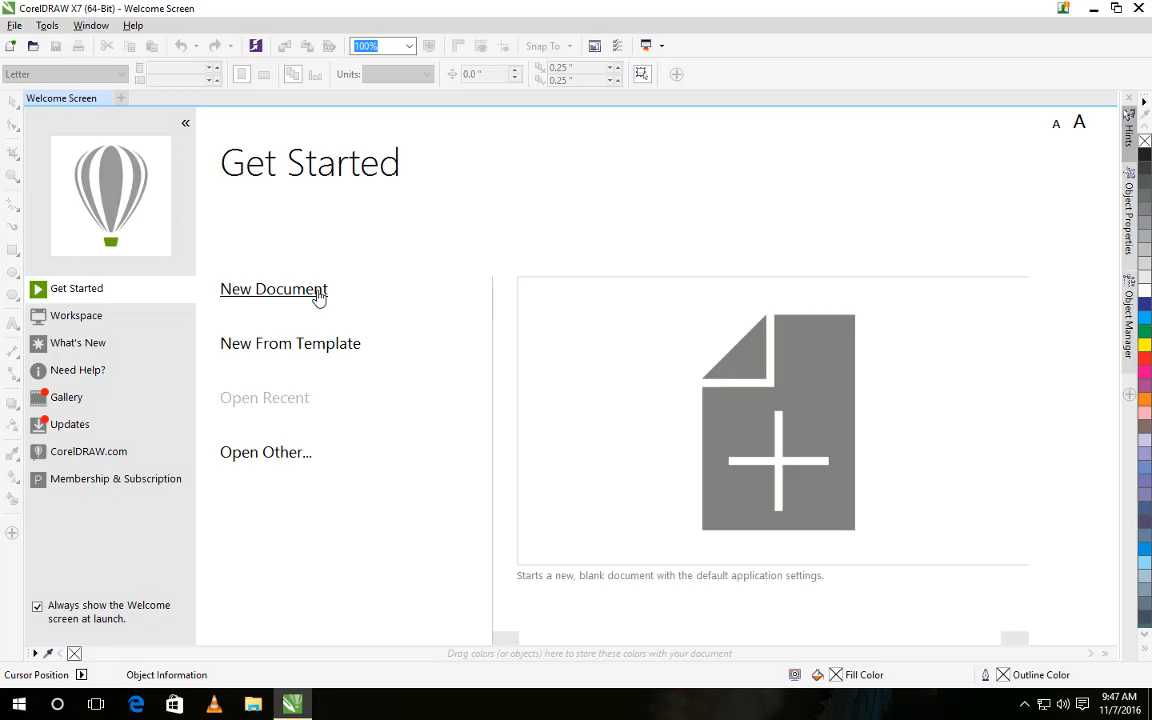 CorelDRAW X7 (64-Bit) - Welcome Screen
File Tools Window Help
100% Snap To
Letter Units: 0.0 " 0.25 "
0.25 "
Welcome Screen
A A
Get Started
Hints
Object Properties
Object Manager
Get Started
Workspace
What's New
Need Help?
Gallery
Updates
CorelDRAW.com
Membership & Subscription
New Document
New From Template
Open Recent
Open Other...
Starts a new, blank document with the default application settings.
Always show the Welcome
screen at launch.
Drag colors (or objects) here to store these colors with your document
Cursor Position Object Information Fill Color Outline Color
9:47 AM
11/7/2016